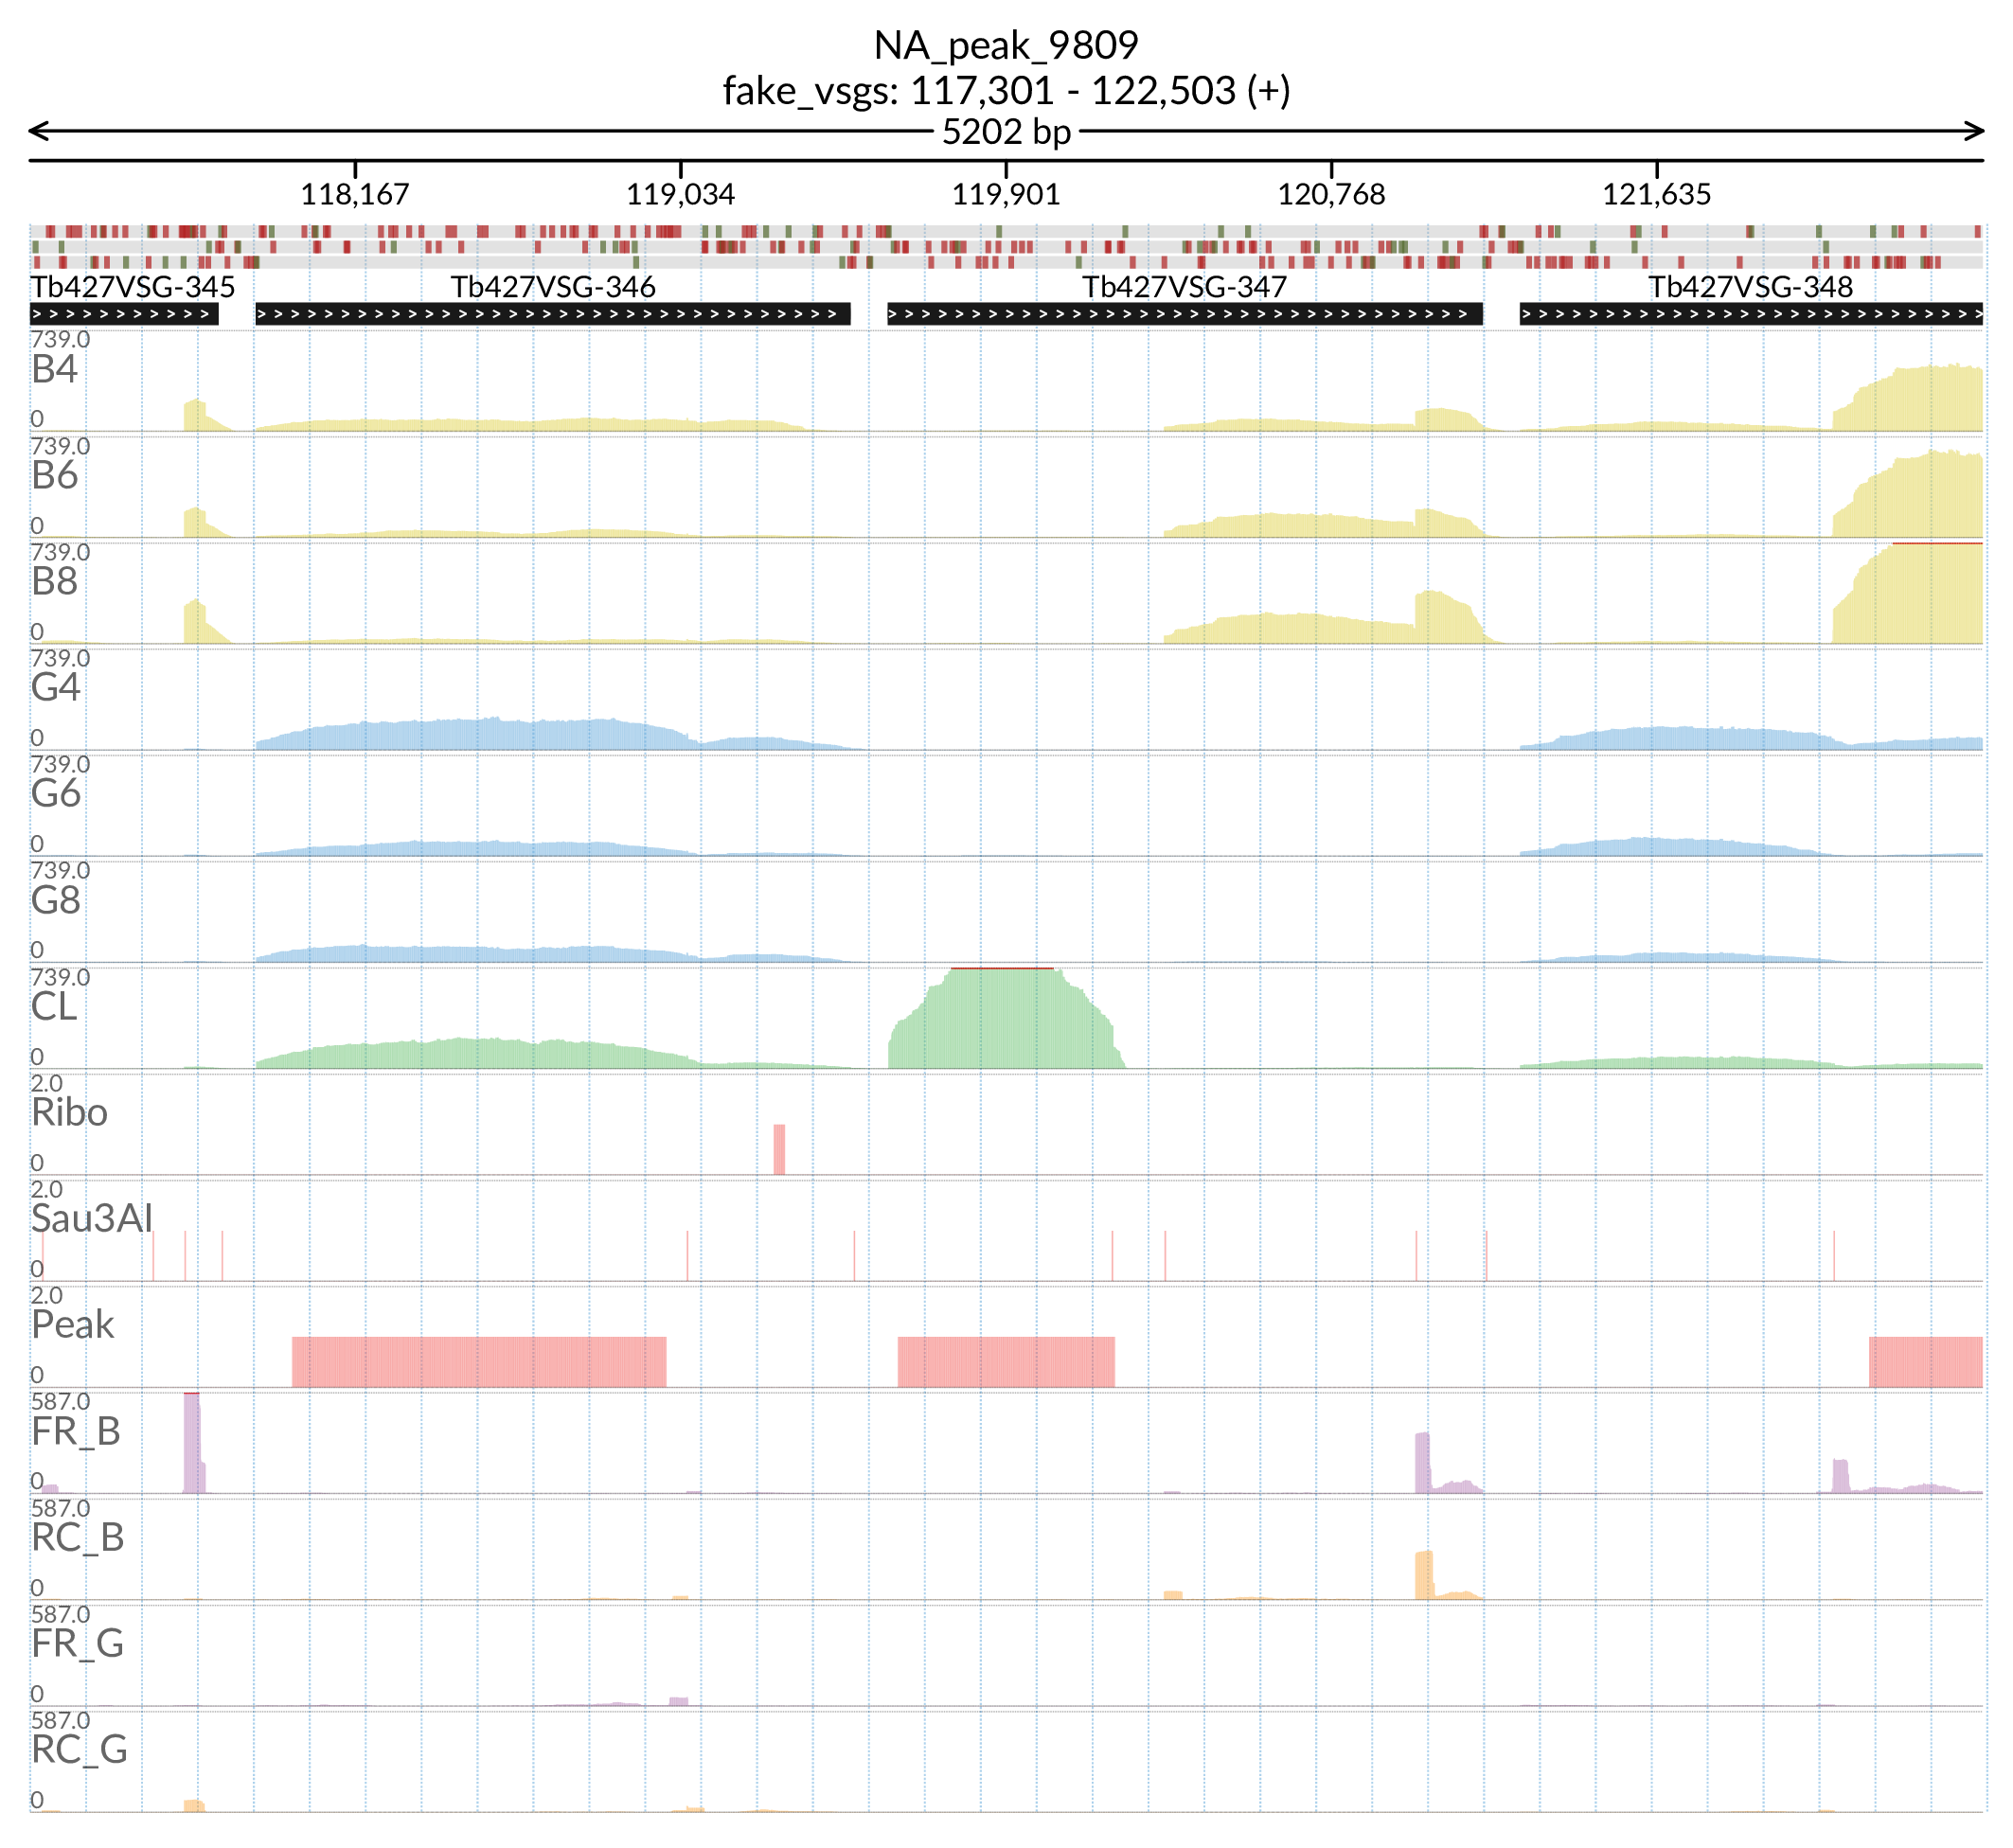 NA_peak_9809
fake_vsgs: 117,301 - 122,503 (+)
5202 bp
118,167 119,034 119,901 120,768 121,635
Tb427VSG-345 Tb427VSG-346 Tb427VSG-347 Tb427VSG-348
739.0
B4
0
739.0
B6
0
739.0
B8
0
739.0
G4
0
739.0
G6
0
739.0
G8
0
739.0
CL
0
2.0
Ribo
0
2.0
Sau3AI
0
2.0
Peak
0
587.0
FR_B
0
587.0
RC_B
0
587.0
FR_G
0
587.0
RC_G
0